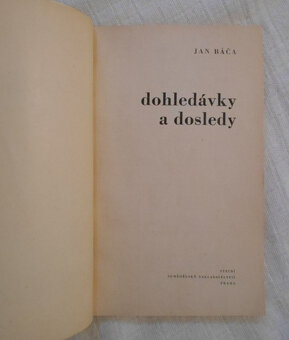 JAN BÁČA
dohledávky
a dosledy
STÁTNÍ
ZEMĚDĚLSKÉ NAKLADATELSTVÍ
PRAHA